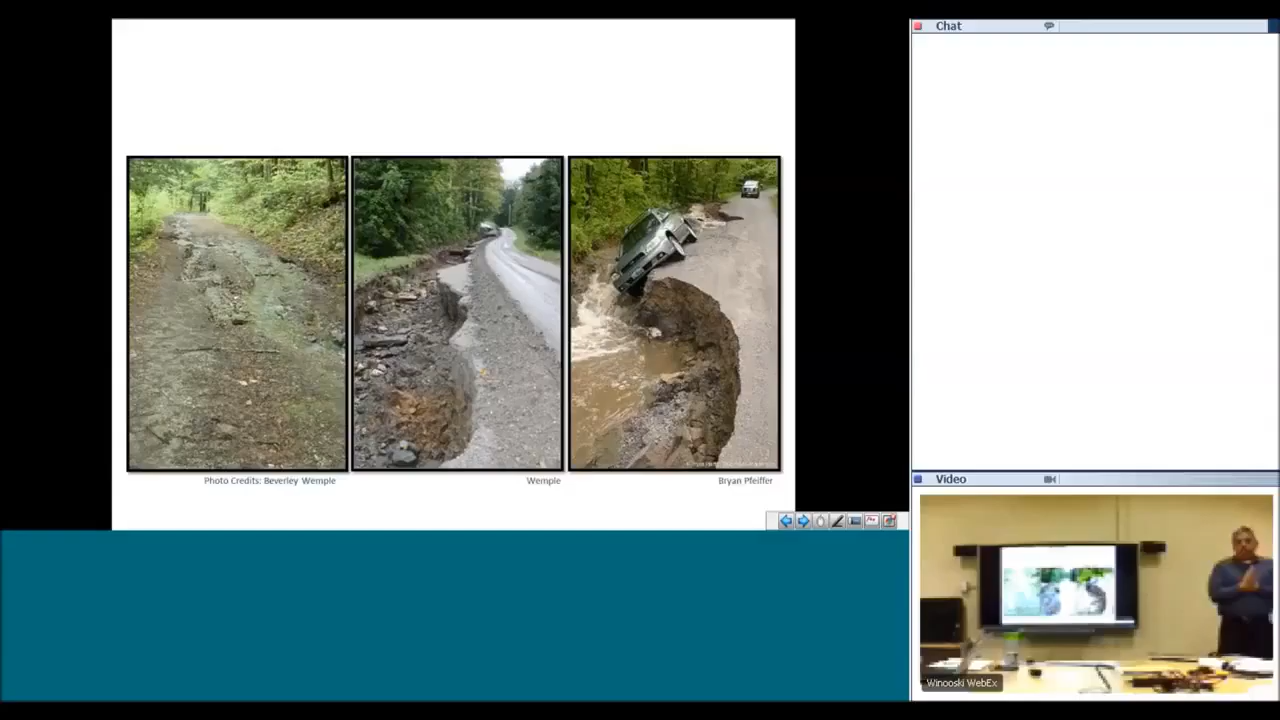 Chat
Photo Credits: Beverley Wemple
Wemple
Bryan Pfeiffer
Video
Winooski WebEx